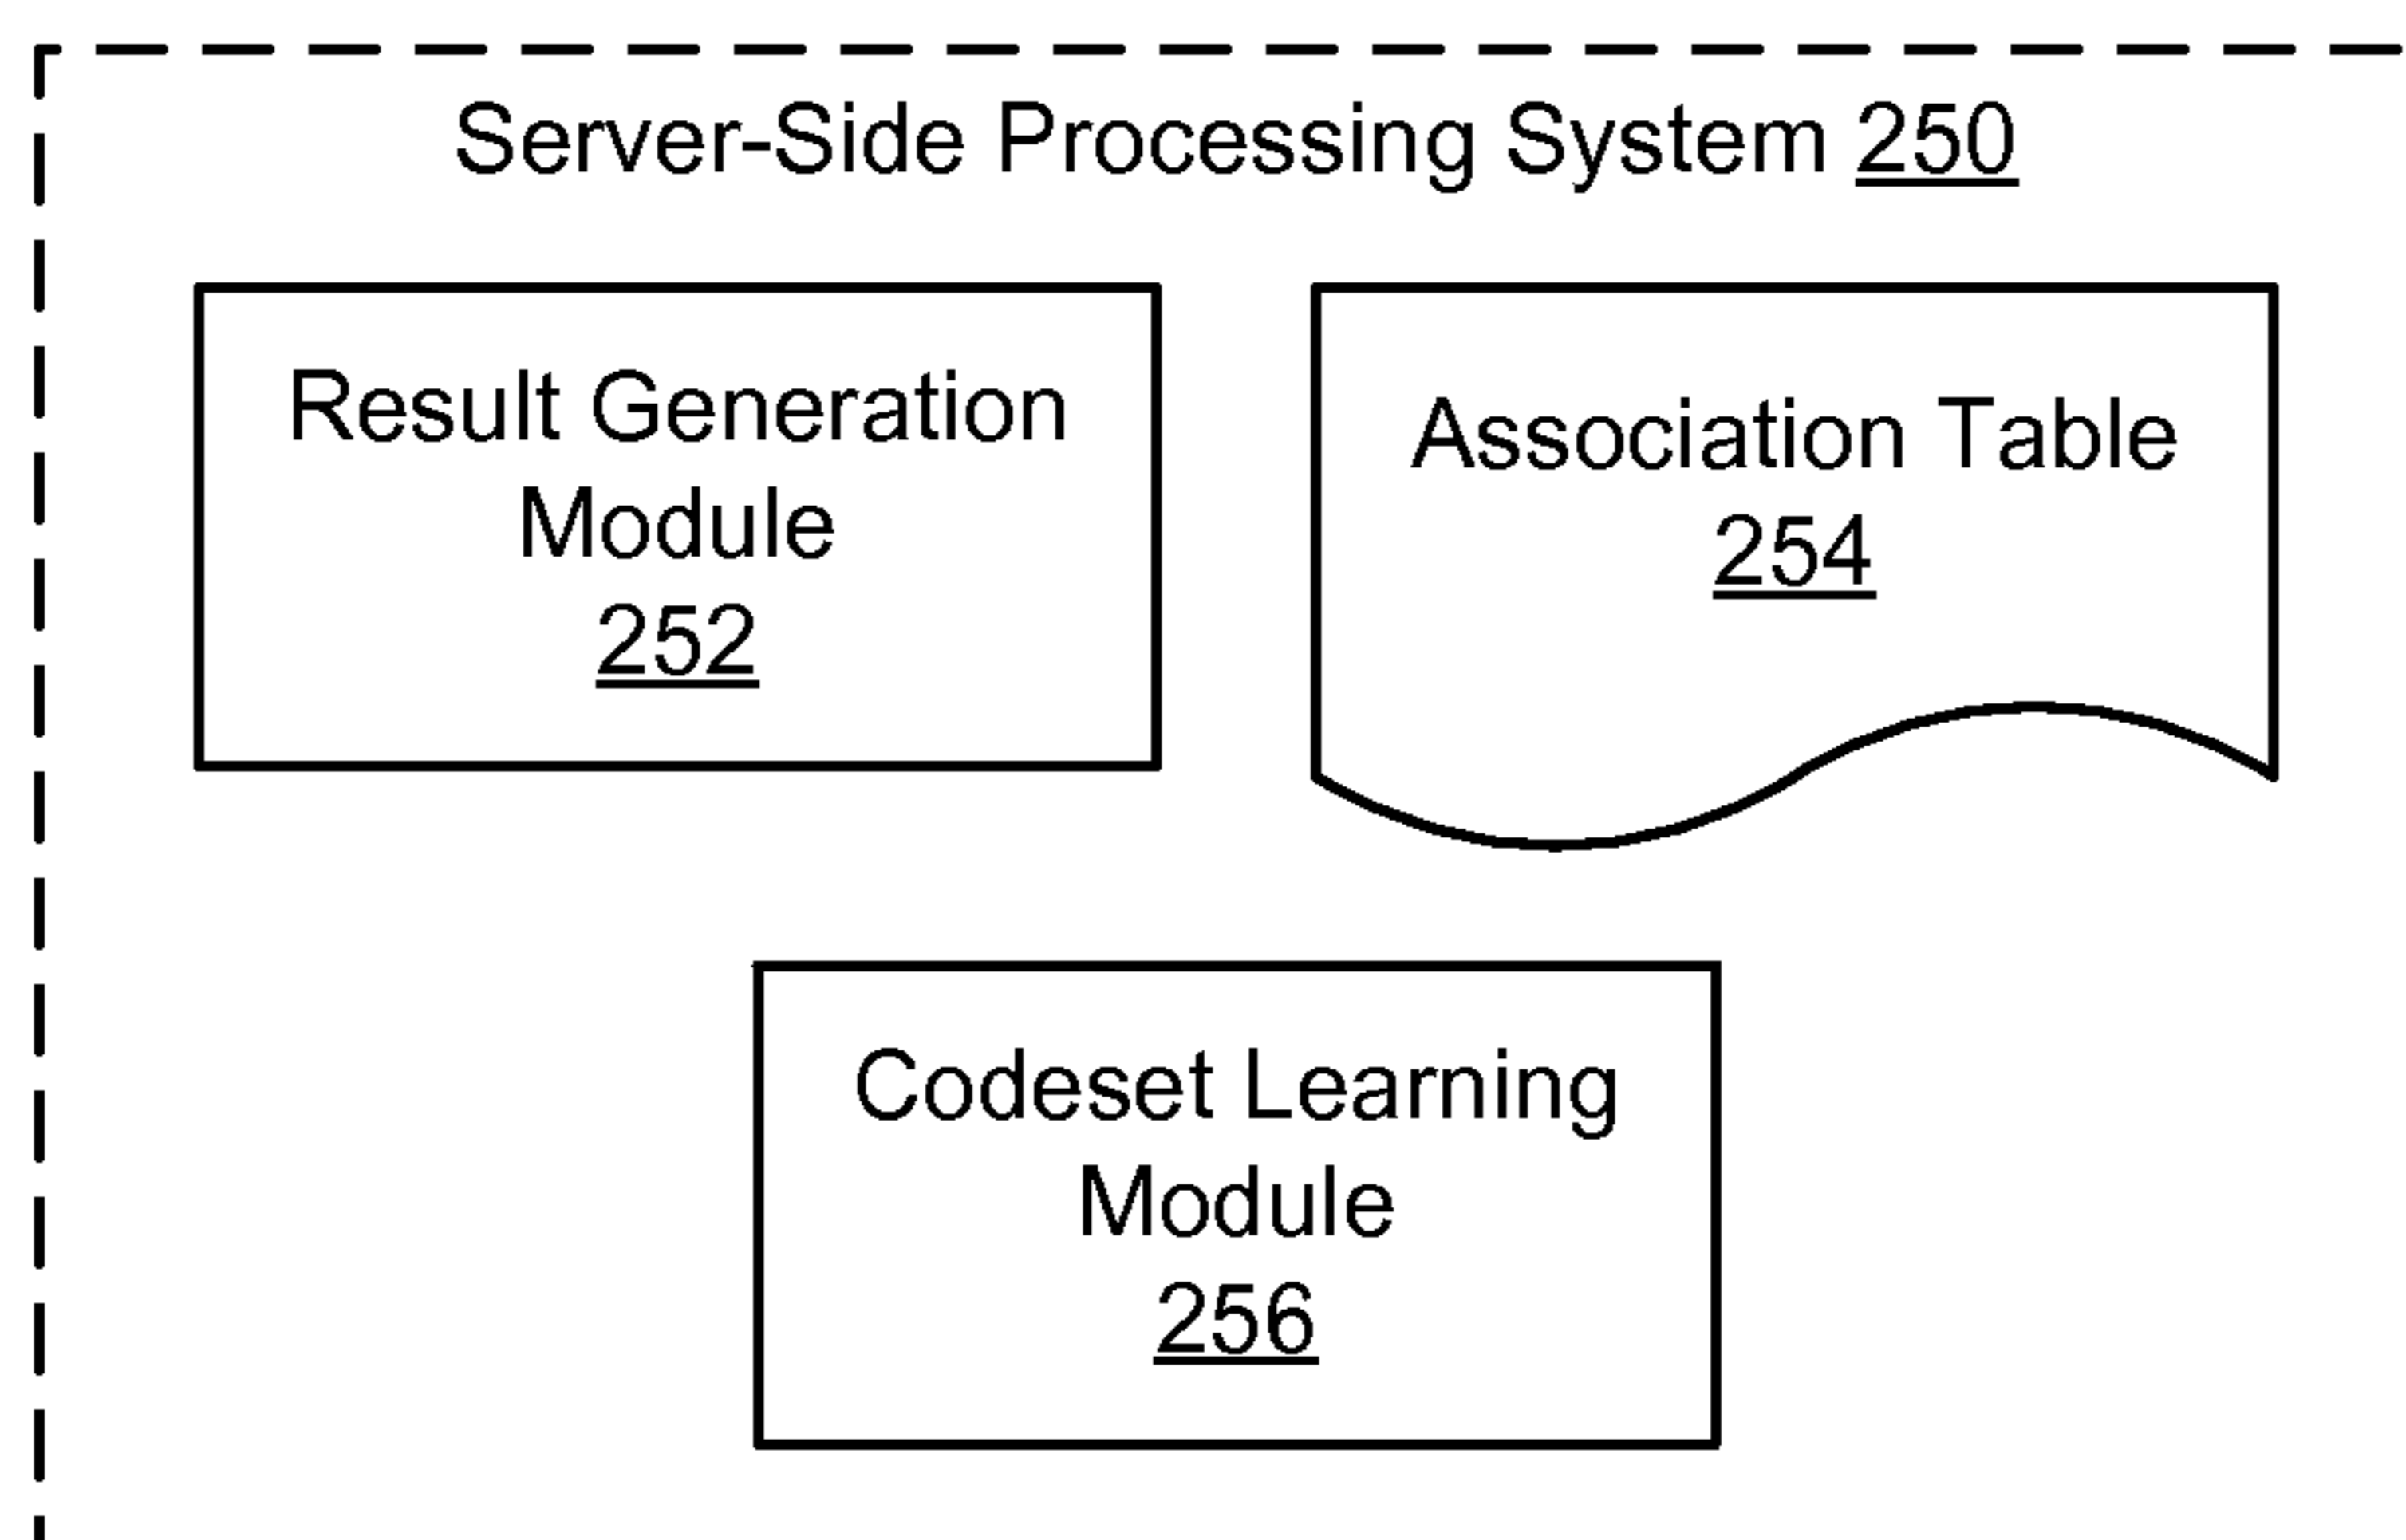 Server-Side Processing System 250
Result Generation
Module
252
Association Table
254
Codeset Learning
Module
256